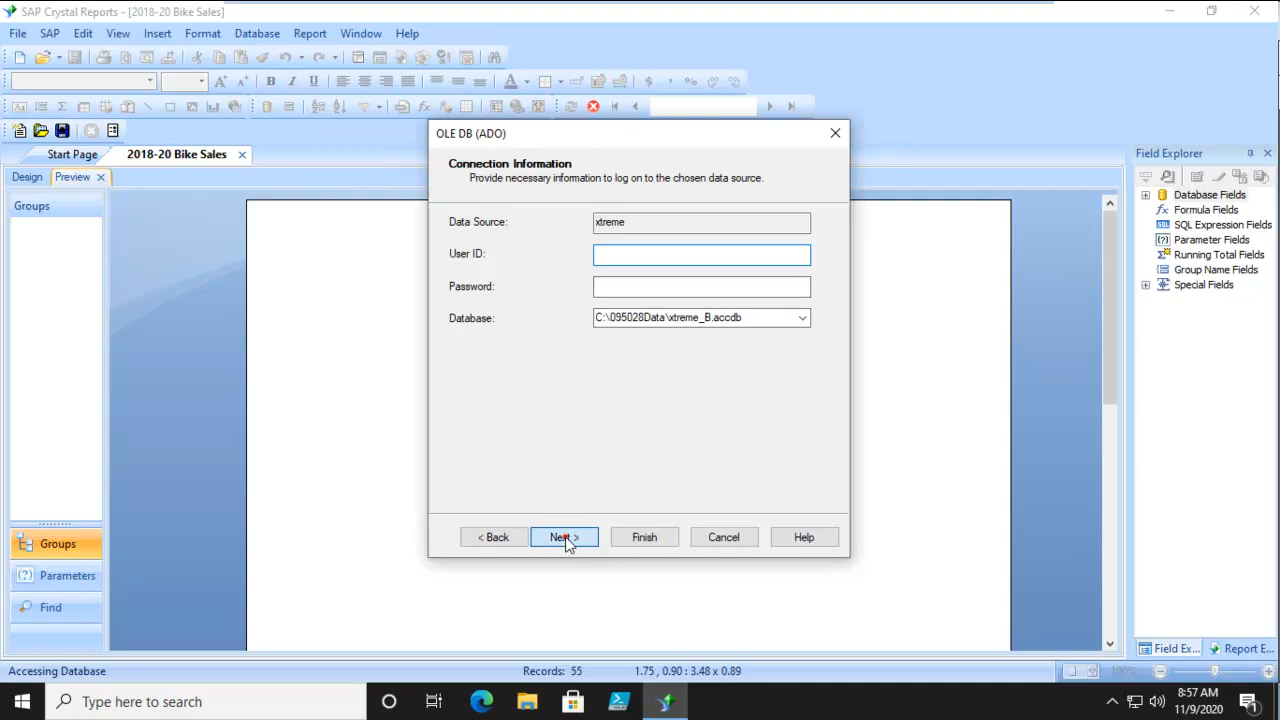 SAP Crystal Reports - [2018-20 Bike Sales]
File SAP Edit View Insert Format Database Report Window Help
B I U $ %
Start Page 2018-20 Bike Sales
Design Preview
Groups
Groups
Parameters
Find
OLE DB (ADO)
Connection Information
Provide necessary information to log on to the chosen data source.
Data Source: xtreme
User ID:
Password:
Database: C:\095028Data\xtreme_B.accdb
< Back Next > Finish Cancel Help
Field Explorer
Database Fields
Formula Fields
SQL Expression Fields
Parameter Fields
Running Total Fields
Group Name Fields
Special Fields
Field Ex... Report E...
Accessing Database Records: 55 1.75 , 0.90 : 3.48 x 0.89 100%
Type here to search
8:57 AM
11/9/2020